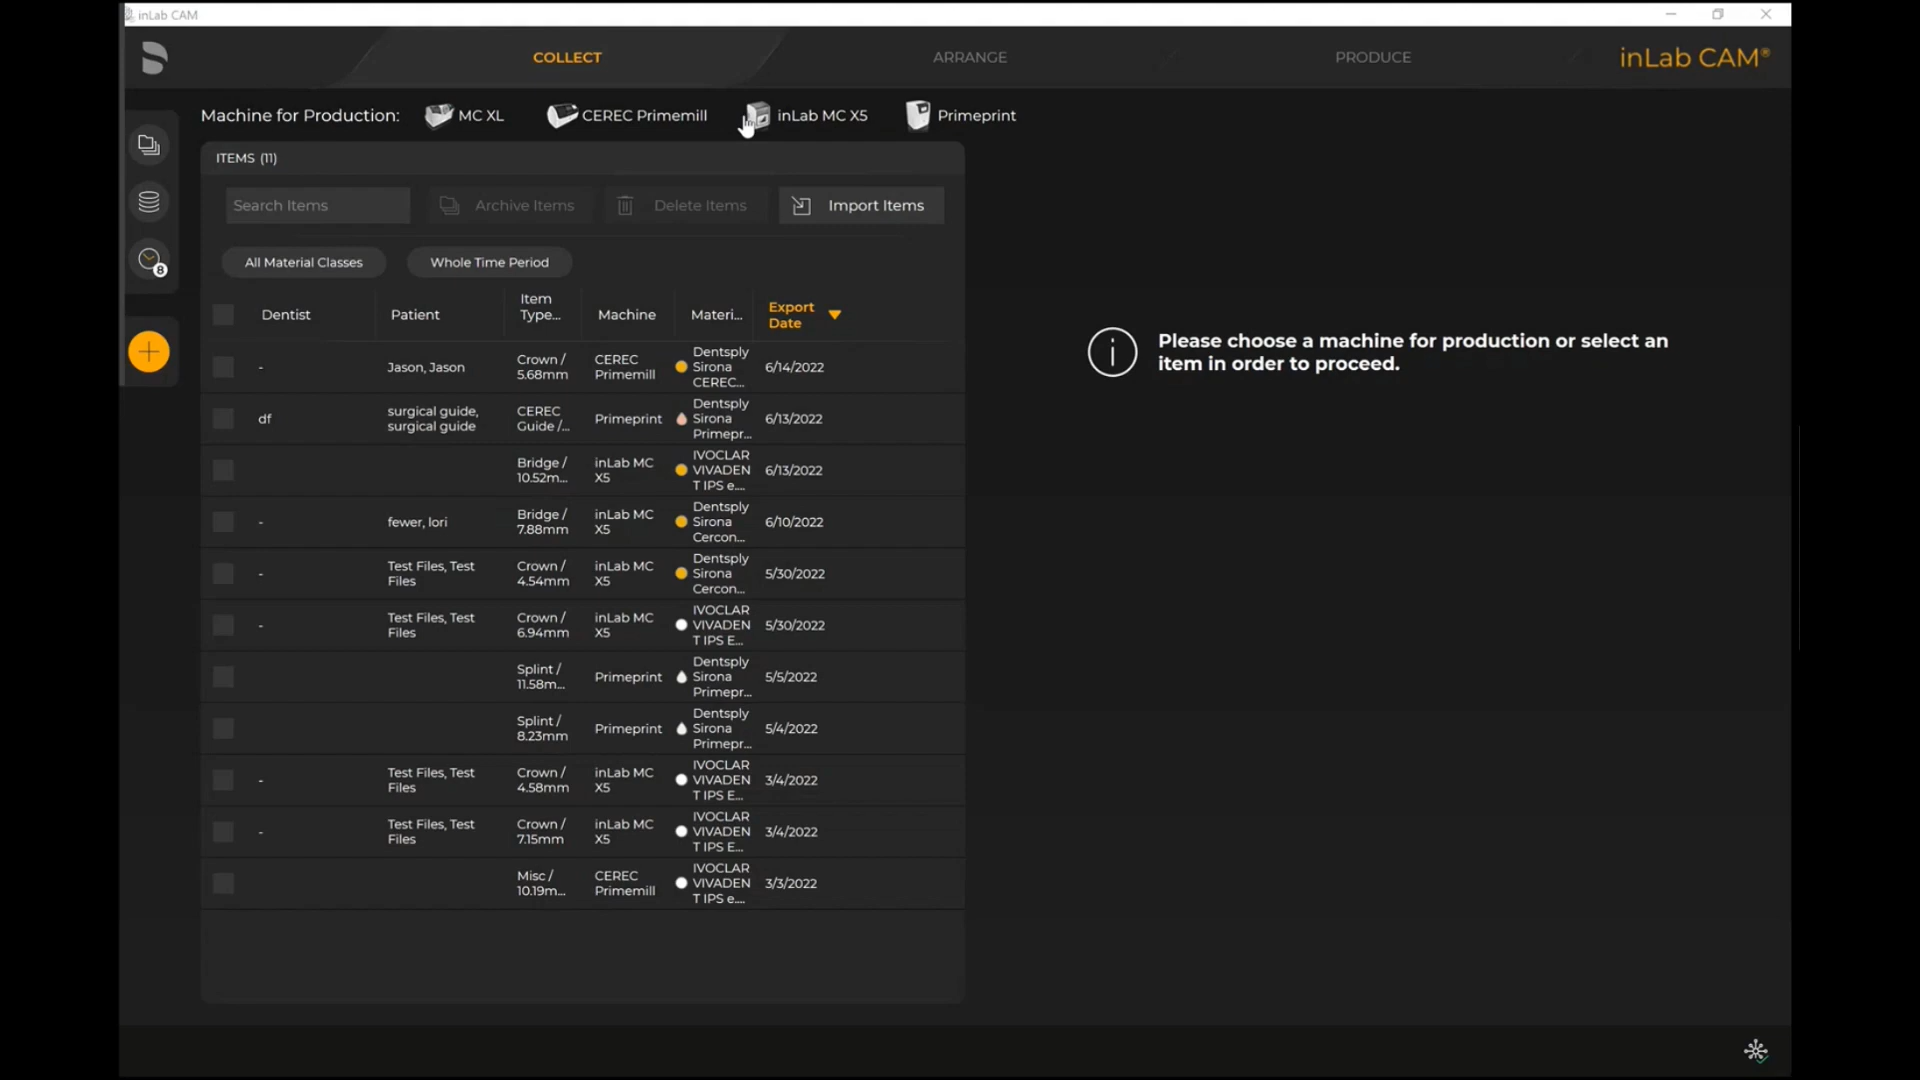 inLab CAM
COLLECT
ARRANGE
PRODUCE
inLab CAM®
Machine for Production:
MC XL
CEREC Primemill
inLab MC X5
Primeprint
ITEMS (11)
Search Items
Archive Items
Delete Items
Import Items
All Material Classes
Whole Time Period
8
Dentist
Patient
Item
Type...
Machine
Materi...
Export
Date
-
Jason, Jason
Crown /
5.68mm
CEREC
Primemill
Dentsply
Sirona
CEREC...
6/14/2022
df
surgical guide,
surgical guide
CEREC
Guide /...
Primeprint
Dentsply
Sirona
Primepr...
6/13/2022
Bridge /
10.52m...
inLab MC
X5
IVOCLAR
VIVADEN
T IPS e....
6/13/2022
-
fewer, lori
Bridge /
7.88mm
inLab MC
X5
Dentsply
Sirona
Cercon...
6/10/2022
-
Test Files, Test
Files
Crown /
4.54mm
inLab MC
X5
Dentsply
Sirona
Cercon...
5/30/2022
-
Test Files, Test
Files
Crown /
6.94mm
inLab MC
X5
IVOCLAR
VIVADEN
T IPS E...
5/30/2022
Splint /
11.58m...
Primeprint
Dentsply
Sirona
Primepr...
5/5/2022
Splint /
8.23mm
Primeprint
Dentsply
Sirona
Primepr...
5/4/2022
-
Test Files, Test
Files
Crown /
4.58mm
inLab MC
X5
IVOCLAR
VIVADEN
T IPS E...
3/4/2022
-
Test Files, Test
Files
Crown /
7.15mm
inLab MC
X5
IVOCLAR
VIVADEN
T IPS E...
3/4/2022
Misc /
10.19m...
CEREC
Primemill
IVOCLAR
VIVADEN
T IPS e....
3/3/2022
Please choose a machine for production or select an
item in order to proceed.